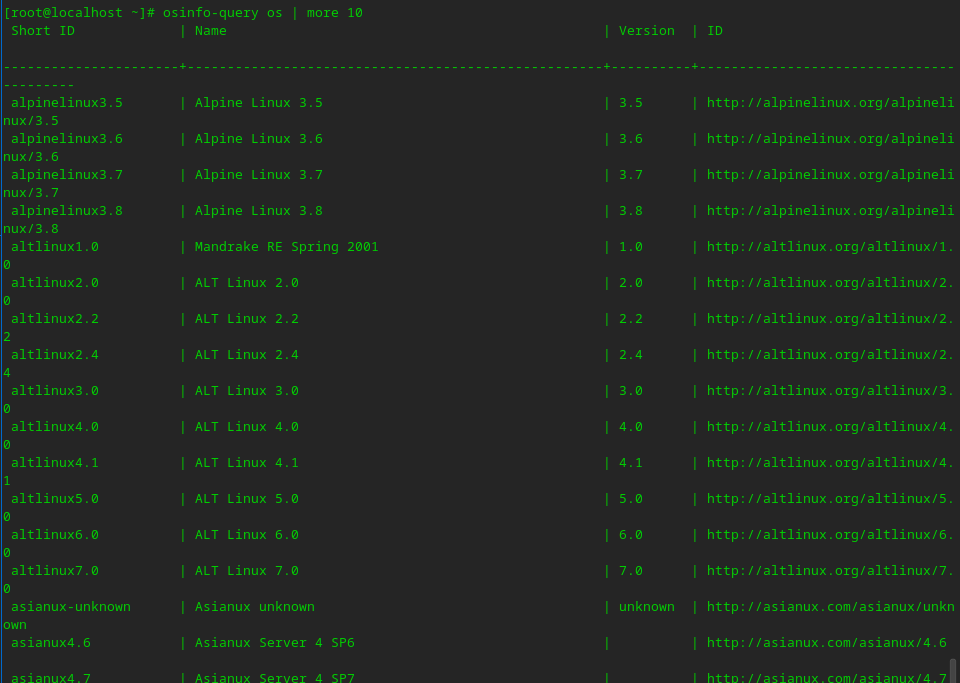 [root@localhost ~]# osinfo-query os | more 10
 Short ID             | Name                                               | Version  | ID
----------------------+----------------------------------------------------+----------+--------------------------------
---------
 alpinelinux3.5       | Alpine Linux 3.5                                   | 3.5      | http://alpinelinux.org/alpineli
nux/3.5
 alpinelinux3.6       | Alpine Linux 3.6                                   | 3.6      | http://alpinelinux.org/alpineli
nux/3.6
 alpinelinux3.7       | Alpine Linux 3.7                                   | 3.7      | http://alpinelinux.org/alpineli
nux/3.7
 alpinelinux3.8       | Alpine Linux 3.8                                   | 3.8      | http://alpinelinux.org/alpineli
nux/3.8
 altlinux1.0          | Mandrake RE Spring 2001                            | 1.0      | http://altlinux.org/altlinux/1.
0
 altlinux2.0          | ALT Linux 2.0                                      | 2.0      | http://altlinux.org/altlinux/2.
0
 altlinux2.2          | ALT Linux 2.2                                      | 2.2      | http://altlinux.org/altlinux/2.
2
 altlinux2.4          | ALT Linux 2.4                                      | 2.4      | http://altlinux.org/altlinux/2.
4
 altlinux3.0          | ALT Linux 3.0                                      | 3.0      | http://altlinux.org/altlinux/3.
0
 altlinux4.0          | ALT Linux 4.0                                      | 4.0      | http://altlinux.org/altlinux/4.
0
 altlinux4.1          | ALT Linux 4.1                                      | 4.1      | http://altlinux.org/altlinux/4.
1
 altlinux5.0          | ALT Linux 5.0                                      | 5.0      | http://altlinux.org/altlinux/5.
0
 altlinux6.0          | ALT Linux 6.0                                      | 6.0      | http://altlinux.org/altlinux/6.
0
 altlinux7.0          | ALT Linux 7.0                                      | 7.0      | http://altlinux.org/altlinux/7.
0
 asianux-unknown      | Asianux unknown                                    | unknown  | http://asianux.com/asianux/unkn
own
 asianux4.6           | Asianux Server 4 SP6                               |          | http://asianux.com/asianux/4.6
 asianux4.7           | Asianux Server 4 SP7                               |          | http://asianux.com/asianux/4.7